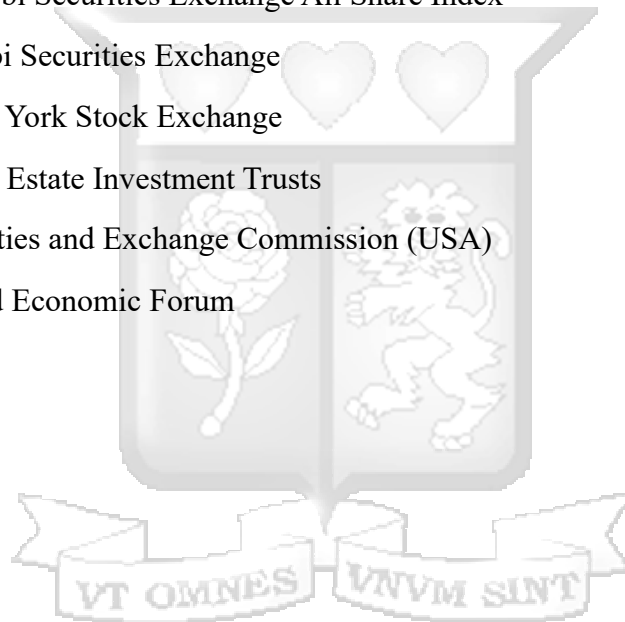 bi Securities Exchange All Share Index
bi Securities Exchange
York Stock Exchange
Estate Investment Trusts
ties and Exchange Commission (USA)
d Economic Forum
VT OMNES VNVM SINT